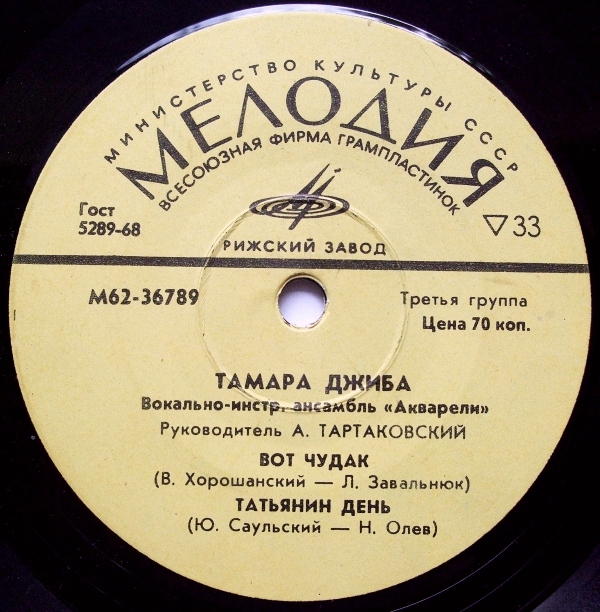 МИНИСТЕРСТВО КУЛЬТУРЫ СССР
МЕЛОДИЯ
ВСЕСОЮЗНАЯ ФИРМА ГРАМПЛАСТИНОК
Гост
5289-68
33
РИЖСКИЙ ЗАВОД
М62-36789
Третья группа
Цена 70 коп.
ТАМАРА ДЖИБА
Вокально-инстр. ансамбль «Акварели»
Руководитель А. ТАРТАКОВСКИЙ
ВОТ ЧУДАК
(В. Хорошанский — Л. Завальнюк)
ТАТЬЯНИН ДЕНЬ
(Ю. Саульский — Н. Олев)